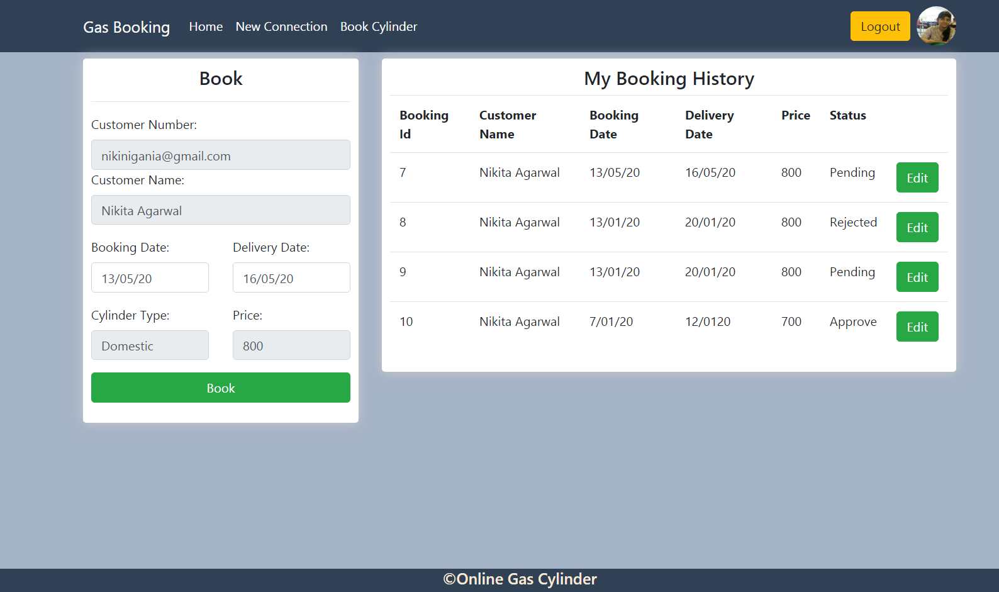 Gas Booking Home New Connection Book Cylinder Logout
Book
Customer Number:
nikinigania@gmail.com
Customer Name:
Nikita Agarwal
Booking Date: Delivery Date:
13/05/20 16/05/20
Cylinder Type: Price:
Domestic 800
Book
My Booking History
Booking Id Customer Name Booking Date Delivery Date Price Status
7 Nikita Agarwal 13/05/20 16/05/20 800 Pending Edit
8 Nikita Agarwal 13/01/20 20/01/20 800 Rejected Edit
9 Nikita Agarwal 13/01/20 20/01/20 800 Pending Edit
10 Nikita Agarwal 7/01/20 12/0120 700 Approve Edit
©Online Gas Cylinder